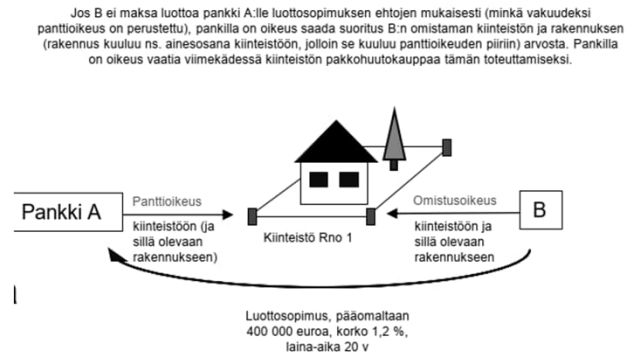 Jos B ei maksa luottoa pankki A:lle luottosopimuksen ehtojen mukaisesti (minkä vakuudeksi
panttioikeus on perustettu), pankilla on oikeus saada suoritus B:n omistaman kiinteistön ja rakennuksen
(rakennus kuuluu ns. ainesosana kiinteistöön, jolloin se kuuluu panttioikeuden piiriin) arvosta. Pankilla
on oikeus vaatia viimekädessä kiinteistön pakkohuutokauppaa tämän toteuttamiseksi.
Pankki A
Panttioikeus
kiinteistöön (ja
sillä olevaan
rakennukseen)
Kiinteistö Rno 1
Omistusoikeus
kiinteistöön ja
sillä olevaan
rakennukseen
B
Luottosopimus, pääomaltaan
400 000 euroa, korko 1,2 %,
laina-aika 20 v